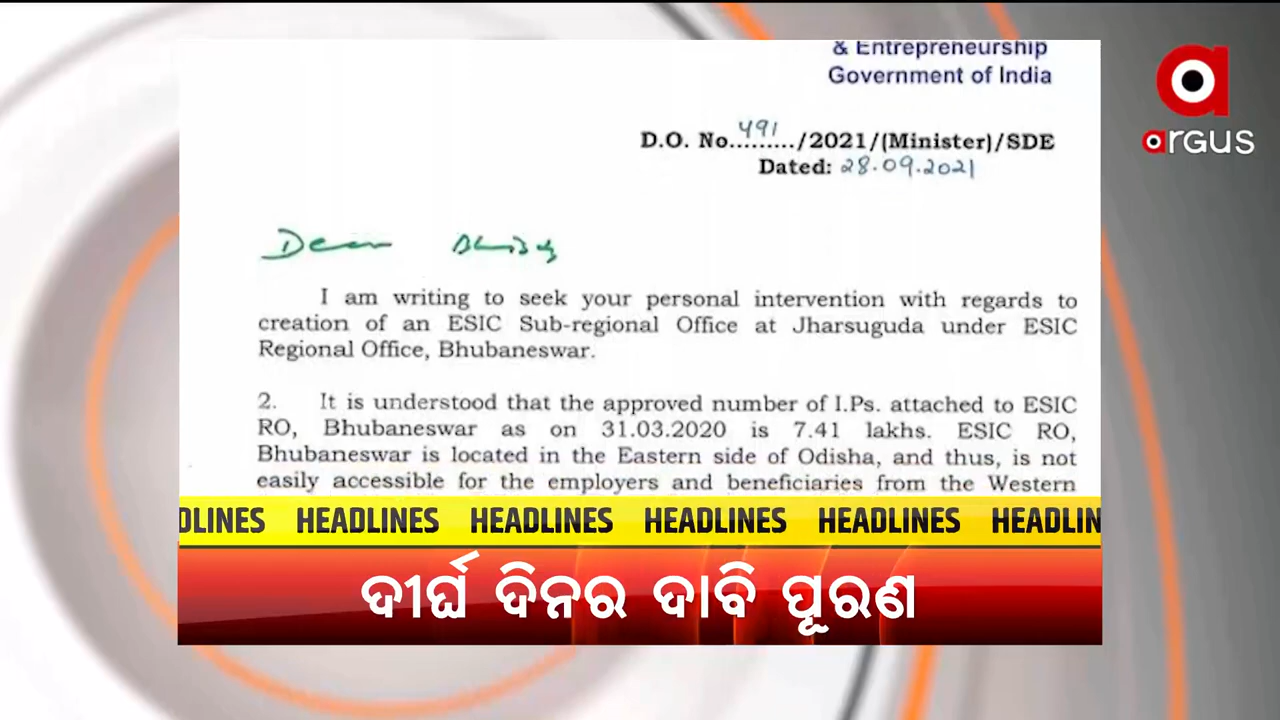 & Entrepreneurship
Government of India
argus
D.O. No. 491 /2021/(Minister)/SDE
Dated: 28.09.2021
Dear
I am writing to seek your personal intervention with regards to
creation of an ESIC Sub-regional Office at Jharsuguda under ESIC
Regional Office, Bhubaneswar.
2. It is understood that the approved number of I.Ps. attached to ESIC
RO, Bhubaneswar as on 31.03.2020 is 7.41 lakhs. ESIC RO,
Bhubaneswar is located in the Eastern side of Odisha, and thus, is not
easily accessible for the employers and beneficiaries from the Western
DLINES HEADLINES HEADLINES HEADLINES HEADLINES HEADLIN
ଦୀର୍ଘ ଦିନର ଦାବି ପୂରଣ